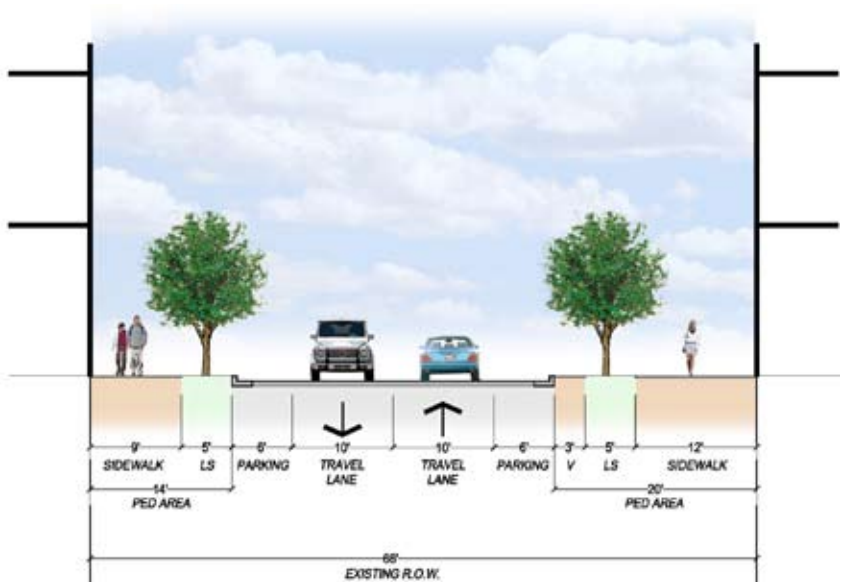 9' 5' 6' 10' 10' 6' 3' 5' 12'
SIDEWALK LS PARKING TRAVEL LANE TRAVEL LANE PARKING V LS SIDEWALK
14' 20'
PED AREA PED AREA
66'
EXISTING R.O.W.